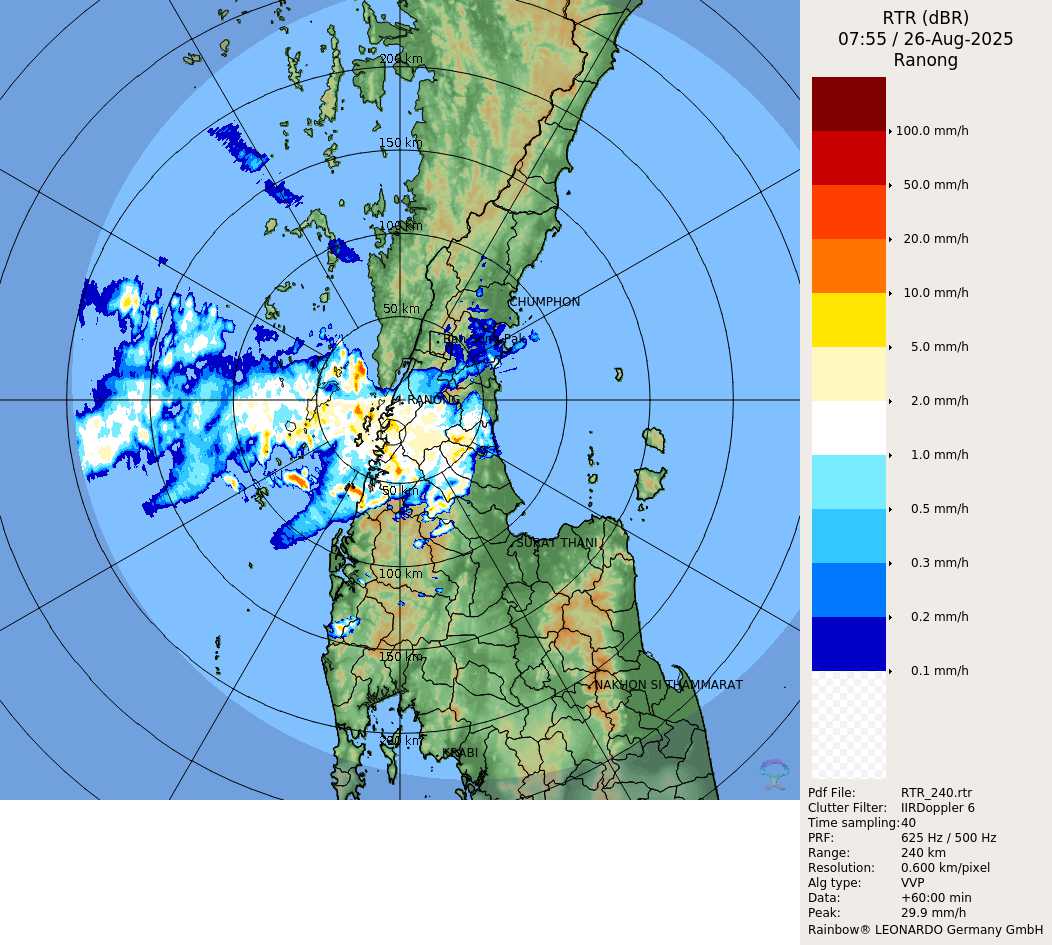 RTR (dBR)
07:55 / 26-Aug-2025
Ranong
200 km
150 km
100 km
50 km
CHUMPHON
RANONG
50 km
SURAT THANI
100 km
150 km
NAKHON SI THAMMARAT
200 km
KRABI
100.0 mm/h
50.0 mm/h
20.0 mm/h
10.0 mm/h
5.0 mm/h
2.0 mm/h
1.0 mm/h
0.5 mm/h
0.3 mm/h
0.2 mm/h
0.1 mm/h
Pdf File: RTR_240.rtr
Clutter Filter: IIRDoppler 6
Time sampling:40
PRF: 625 Hz / 500 Hz
Range: 240 km
Resolution: 0.600 km/pixel
Alg type: VVP
Data: +60:00 min
Peak: 29.9 mm/h
Rainbow® LEONARDO Germany GmbH